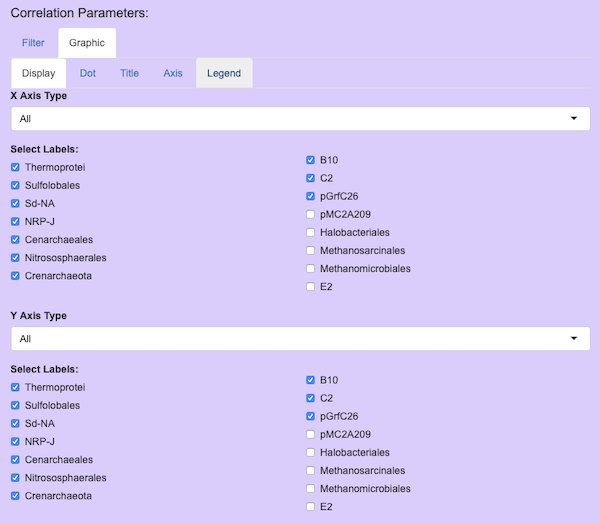 Correlation Parameters:
Filter Graphic
Display Dot Title Axis Legend
X Axis Type
All
Select Labels:
Thermoprotei
Sulfolobales
Sd-NA
NRP-J
Cenarchaeales
Nitrososphaerales
Crenarchaeota
B10
C2
pGrfC26
pMC2A209
Halobacteriales
Methanosarcinales
Methanomicrobiales
E2
Y Axis Type
All
Select Labels:
Thermoprotei
Sulfolobales
Sd-NA
NRP-J
Cenarchaeales
Nitrososphaerales
Crenarchaeota
B10
C2
pGrfC26
pMC2A209
Halobacteriales
Methanosarcinales
Methanomicrobiales
E2